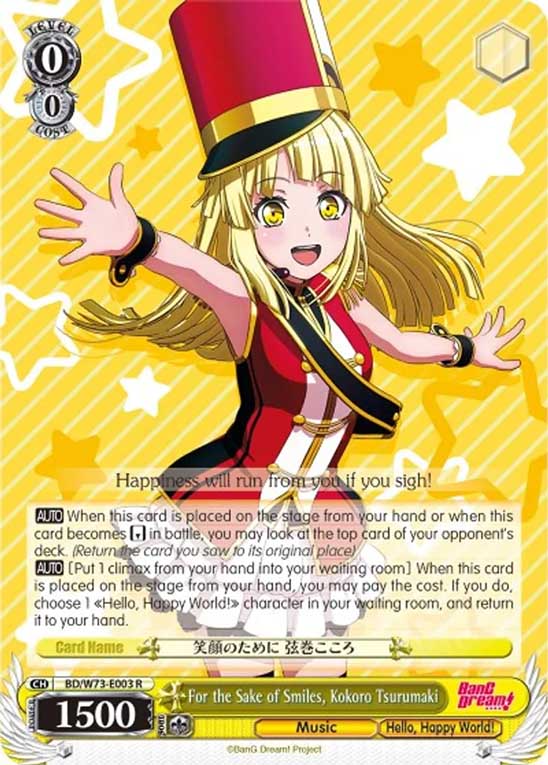 LEVEL
0
0
COST
Happiness will run from you if you sigh!
AUTO When this card is placed on the stage from your hand or when this
card becomes in battle, you may look at the top card of your opponent's
deck. (Return the card you saw to its original place)
AUTO [Put 1 climax from your hand into your waiting room] When this card
is placed on the stage from your hand, you may pay the cost. If you do,
choose 1 «Hello, Happy World!» character in your waiting room, and return
it to your hand.
Card Name 笑顔のために 弦巻こころ
CH BD/W73-E003 R
For the Sake of Smiles, Kokoro Tsurumaki
BanG Dream!
POWER 1500 SOUL
Music
Hello, Happy World!
©BanG Dream! Project